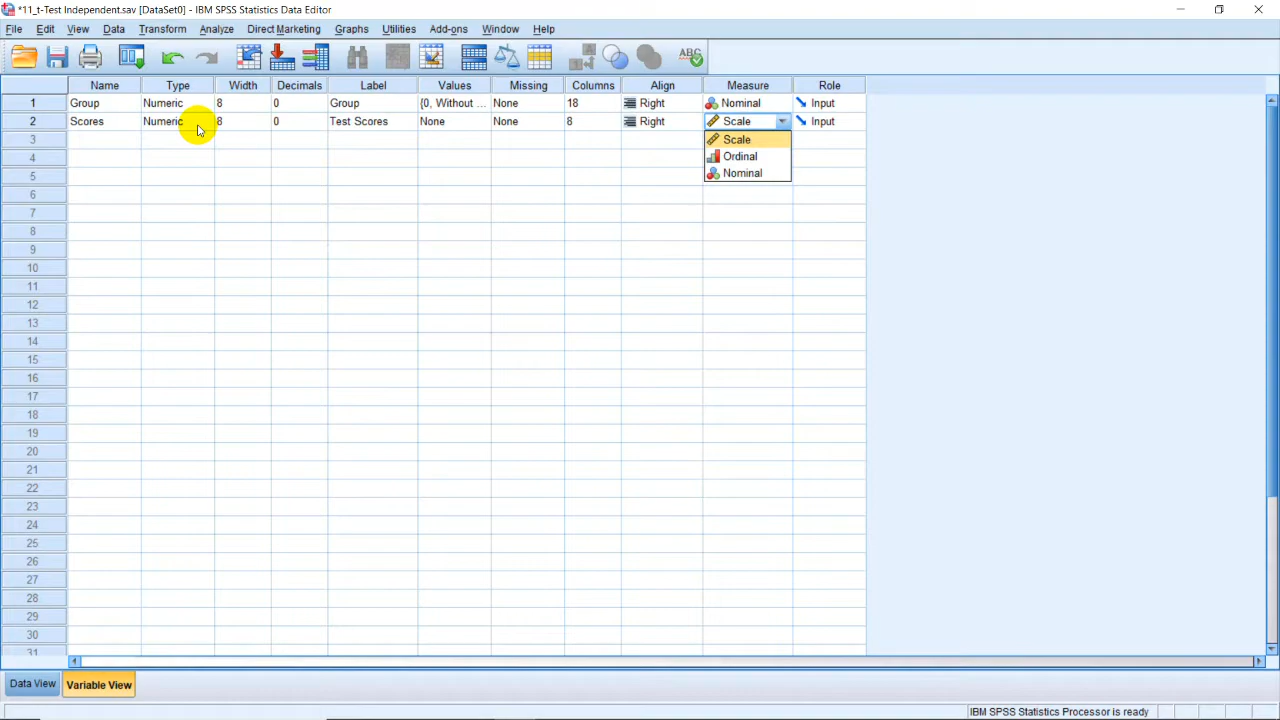 *11_t-Test Independent.sav [DataSet0] - IBM SPSS Statistics Data Editor
File Edit View Data Transform Analyze Direct Marketing Graphs Utilities Add-ons Window Help
ABC
Name Type Width Decimals Label Values Missing Columns Align Measure Role
1 Group Numeric 8 0 Group {0, Without ... None 18 Right Nominal Input
2 Scores Numeric 8 0 Test Scores None None 8 Right Scale Input
3 Scale
4 Ordinal
5 Nominal
6
7
8
9
10
11
12
13
14
15
16
17
18
19
20
21
22
23
24
25
26
27
28
29
30
31
Data View Variable View
IBM SPSS Statistics Processor is ready